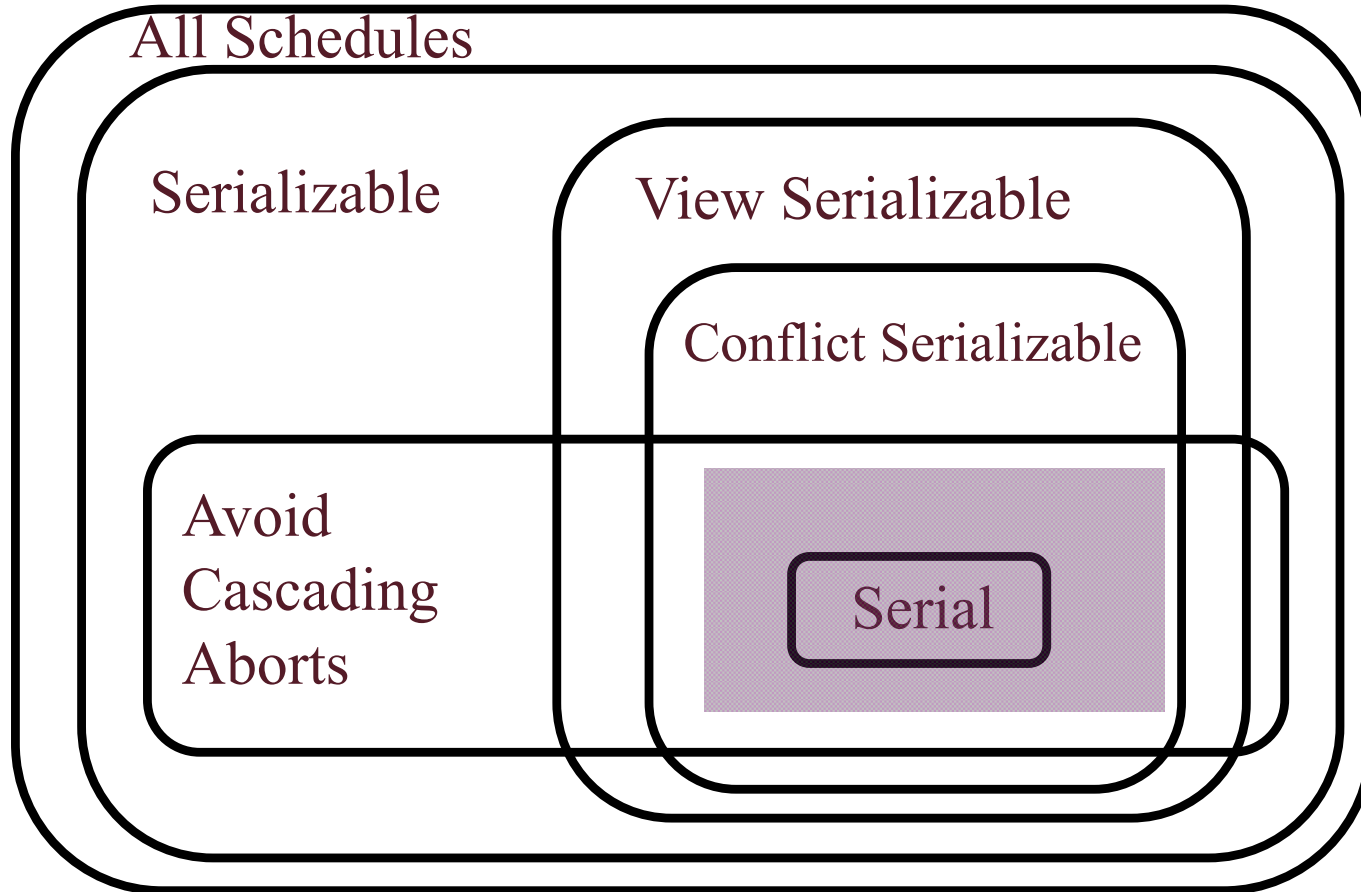 All Schedules
Serializable
View Serializable
Conflict Serializable
Avoid
Cascading
Aborts
Serial